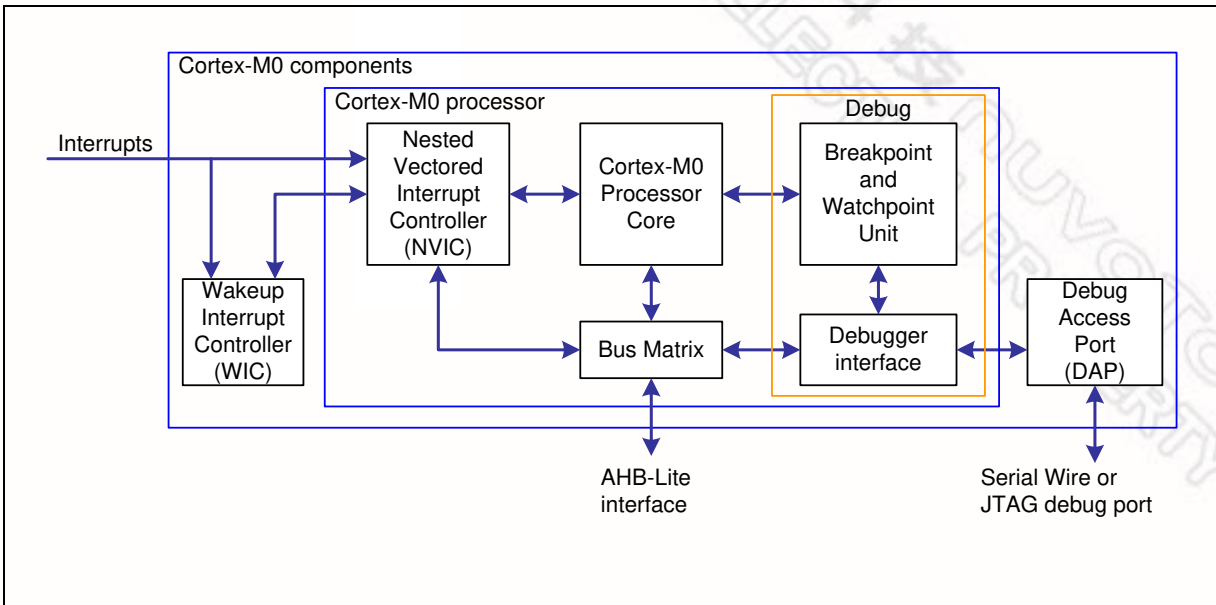 Cortex-M0 components
Cortex-M0 processor
Debug
Interrupts
Nested
Vectored
Interrupt
Controller
(NVIC)
Cortex-M0
Processor
Core
Breakpoint
and
Watchpoint
Unit
Wakeup
Interrupt
Controller
(WIC)
Bus Matrix
Debugger
interface
Debug
Access
Port
(DAP)
AHB-Lite
interface
Serial Wire or
JTAG debug port